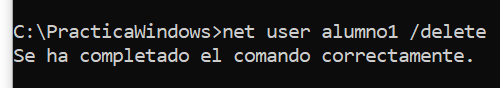 C:\PracticaWindows>net user alumno1 /delete
Se ha completado el comando correctamente.